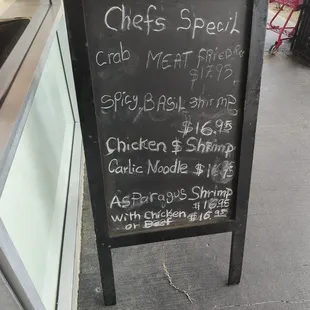 Chefs Specil
Crab MEAT FRIED R
$17.95
Spicy BASIL Shrimp
$16.95
Chicken $ Shrimp
Garlic Noodle $16.95
Asparagus Shrimp
$16.95
With Chicken $16.95
or Beef